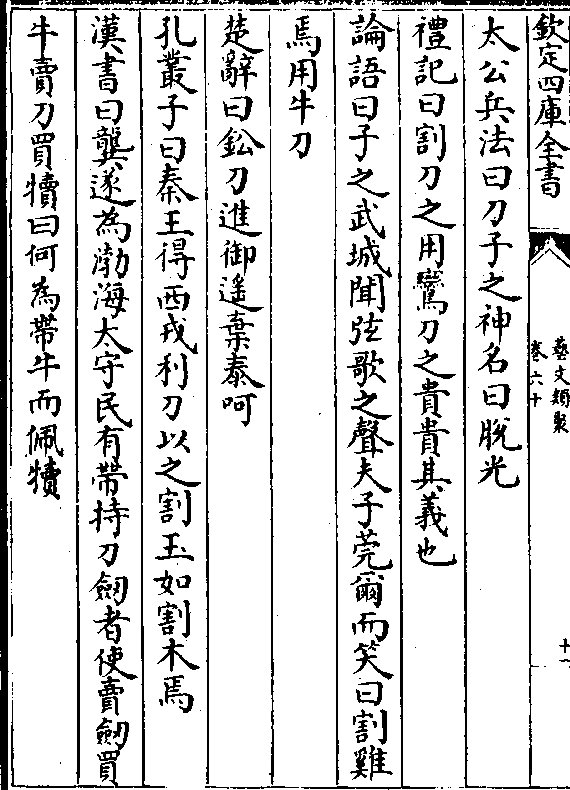 欽定四庫全書
藝文類聚
卷六十
十一
太公兵法曰刀子之神名曰脫光
禮記曰割刀之用鸞刀之貴貴其義也
論語曰子之武城聞弦歌之聲夫子莞爾而笑曰割雞
焉用牛刀
楚辭曰鉛刀進御遙棄泰呵
孔叢子曰秦王得西戎利刀以之割玉如割木焉
漢書曰龔遂為渤海太守民有帶持刀劒者使賣劒買
牛賣刀買犢曰何為帶牛而佩犢